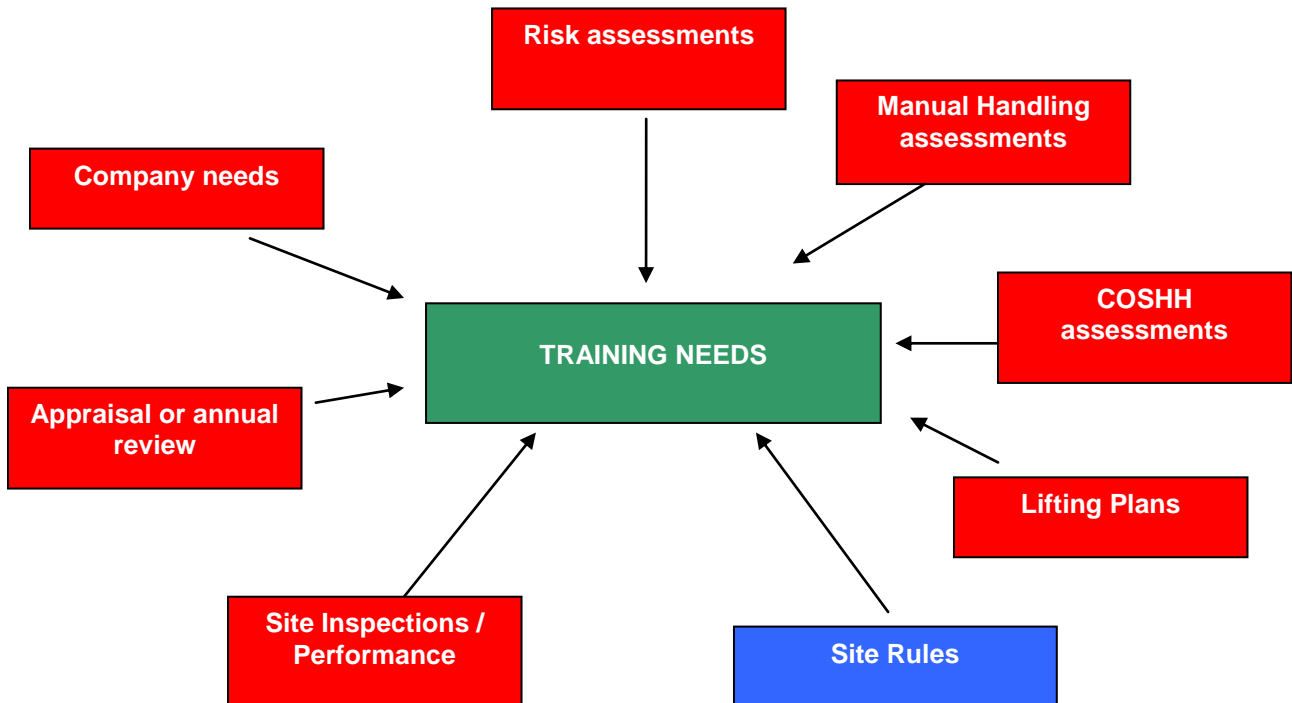 Risk assessments
Manual Handling
assessments
Company needs
COSHH
assessments
TRAINING NEEDS
Appraisal or annual
review
Lifting Plans
Site Inspections /
Performance
Site Rules